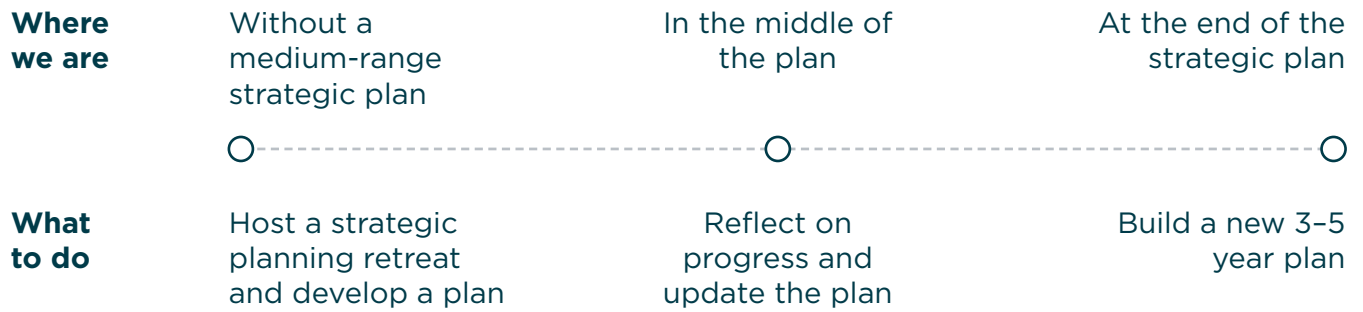 Where
we are
Without a
medium-range
strategic plan
In the middle of
the plan
At the end of the
strategic plan
What
to do
Host a strategic
planning retreat
and develop a plan
Reflect on
progress and
update the plan
Build a new 3–5
year plan